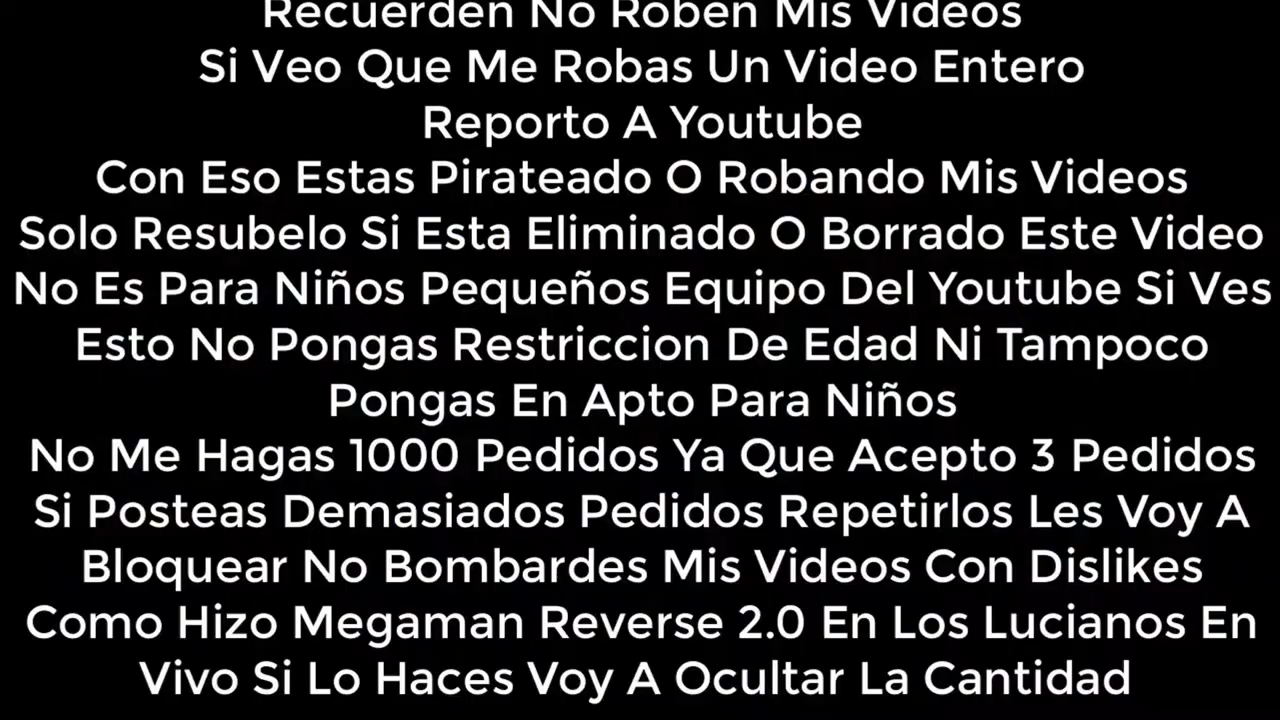 Recuerden No Roben Mis Videos
Si Veo Que Me Robas Un Video Entero
Reporto A Youtube
Con Eso Estas Pirateado O Robando Mis Videos
Solo Resubelo Si Esta Eliminado O Borrado Este Video
No Es Para Niños Pequeños Equipo Del Youtube Si Ves
Esto No Pongas Restriccion De Edad Ni Tampoco
Pongas En Apto Para Niños
No Me Hagas 1000 Pedidos Ya Que Acepto 3 Pedidos
Si Posteas Demasiados Pedidos Repetirlos Les Voy A
Bloquear No Bombardes Mis Videos Con Dislikes
Como Hizo Megaman Reverse 2.0 En Los Lucianos En
Vivo Si Lo Haces Voy A Ocultar La Cantidad